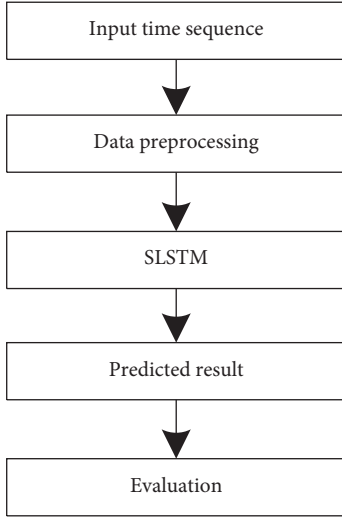 Input time sequence
Data preprocessing
SLSTM
Predicted result
Evaluation